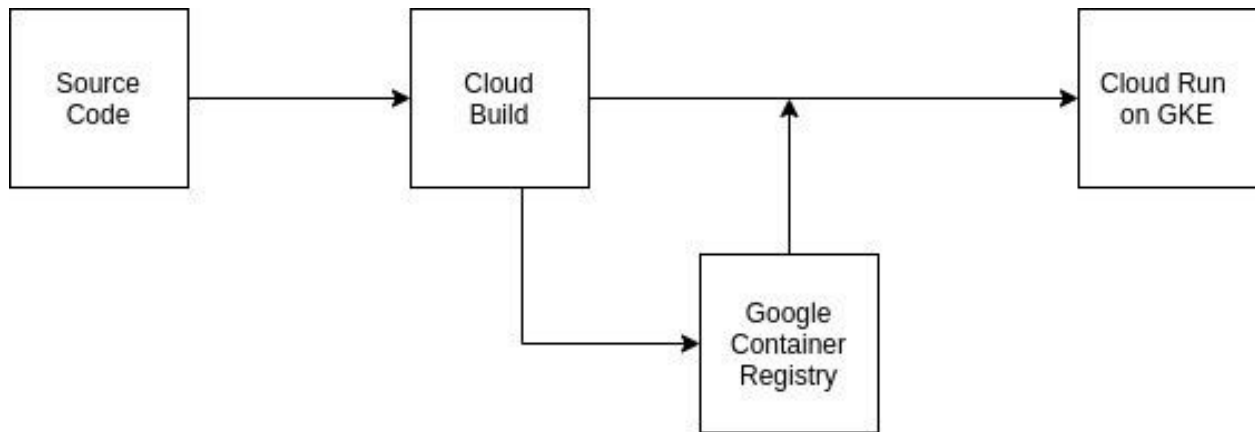 Source
Code
Cloud
Build
Cloud Run
on GKE
Google
Container
Registry